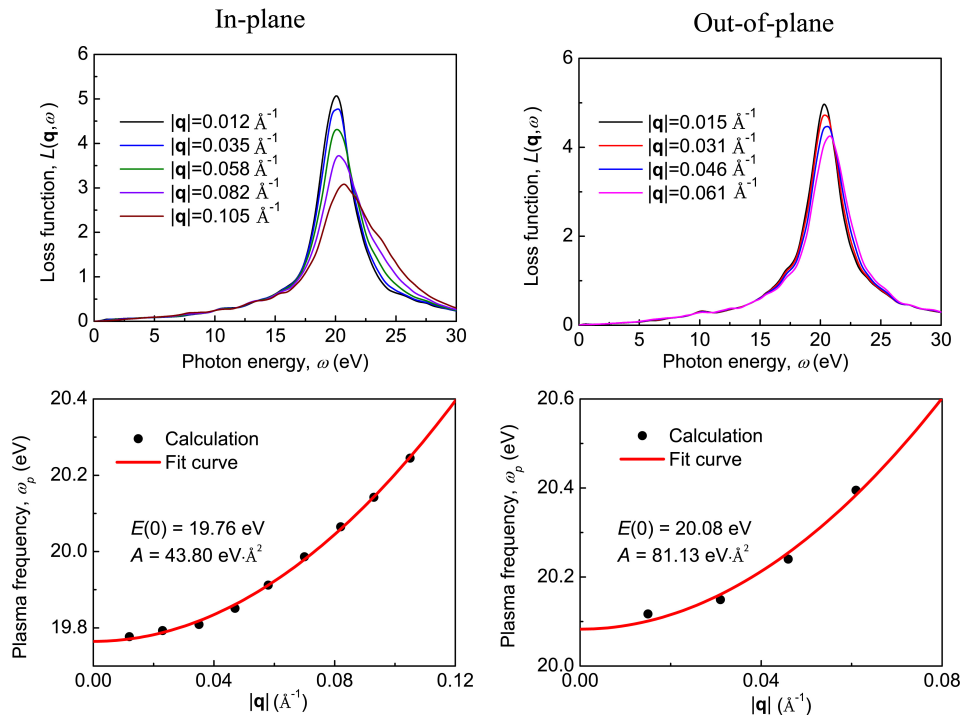 In-plane
Out-of-plane
6
5
4
3
2
1
0
Loss function, L(q,ω)
|q|=0.012 Å⁻¹
|q|=0.035 Å⁻¹
|q|=0.058 Å⁻¹
|q|=0.082 Å⁻¹
|q|=0.105 Å⁻¹
0 5 10 15 20 25 30
Photon energy, ω (eV)
6
4
2
0
Loss function, L(q,ω)
|q|=0.015 Å⁻¹
|q|=0.031 Å⁻¹
|q|=0.046 Å⁻¹
|q|=0.061 Å⁻¹
0 5 10 15 20 25 30
Photon energy, ω (eV)
20.4
20.2
20.0
19.8
Plasma frequency, ωp (eV)
Calculation
Fit curve
E(0) = 19.76 eV
A = 43.80 eV·Å²
0.00 0.04 0.08 0.12
|q| (Å⁻¹)
20.6
20.4
20.2
20.0
Plasma frequency, ωp (eV)
Calculation
Fit curve
E(0) = 20.08 eV
A = 81.13 eV·Å²
0.00 0.04 0.08
|q| (Å⁻¹)